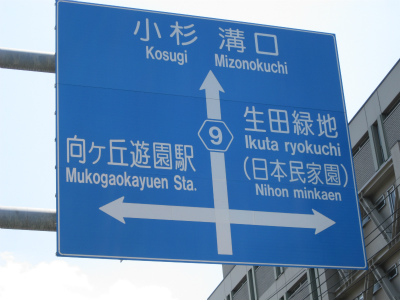 小杉 溝口
Kosugi Mizonokuchi
9
生田緑地
Ikuta ryokuchi
(日本民家園)
Nihon minkaen
向ヶ丘遊園駅
Mukogaokayuen Sta.